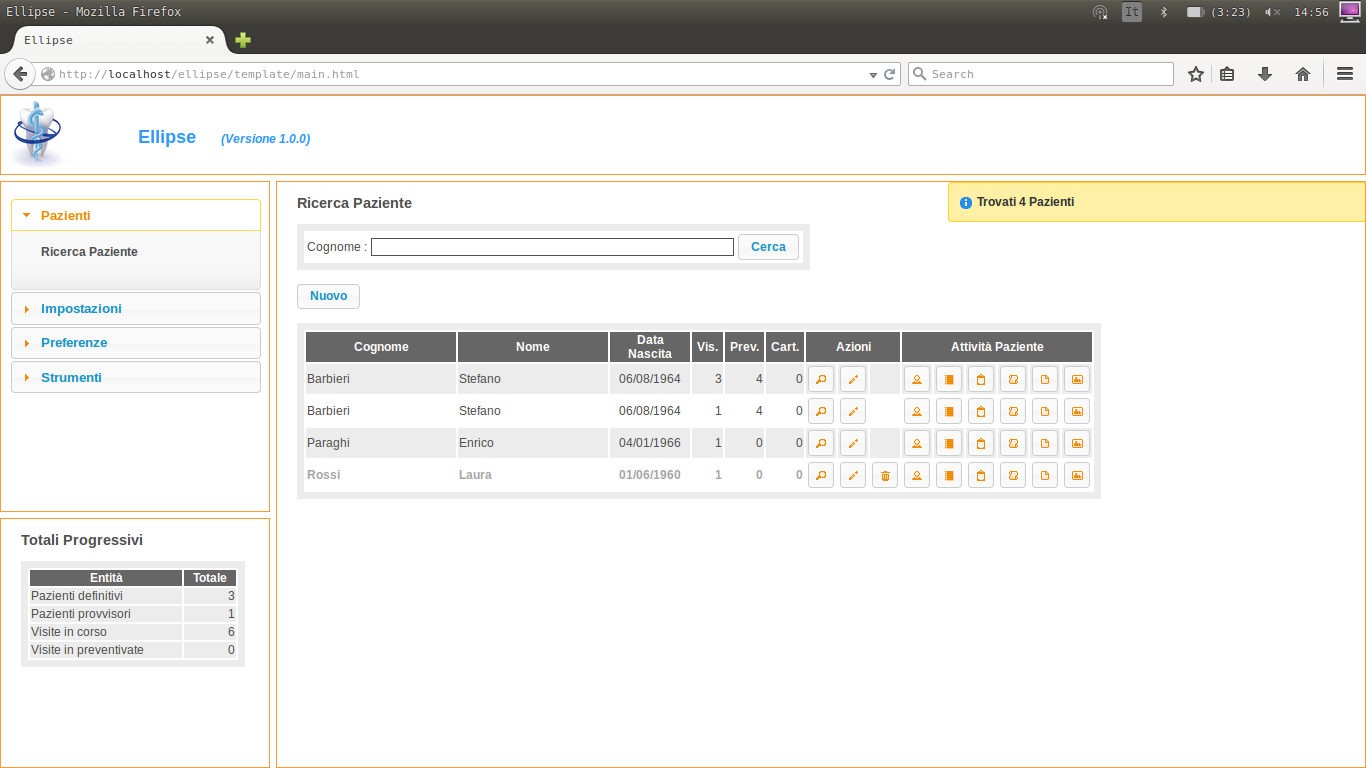 Ellipse - Mozilla Firefox
It
(3:23)
14:56
Ellipse
http://localhost/ellipse/template/main.html
Search
Ellipse
(Versione 1.0.0)
Pazienti
Ricerca Paziente
Impostazioni
Preferenze
Strumenti
Totali Progressivi
Entità Totale
Pazienti definitivi 3
Pazienti provvisori 1
Visite in corso 6
Visite in preventivate 0
Ricerca Paziente
Trovati 4 Pazienti
Cognome :
Cerca
Nuovo
Cognome Nome Data Nascita Vis. Prev. Cart. Azioni Attività Paziente
Barbieri Stefano 06/08/1964 3 4 0
Barbieri Stefano 06/08/1964 1 4 0
Paraghi Enrico 04/01/1966 1 0 0
Rossi Laura 01/06/1960 1 0 0